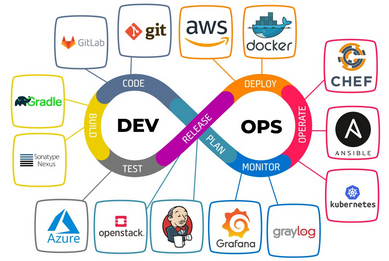 GitLab
git
aws
docker
CHEF
Gradle
CODE
DEPLOY
BUILD
DEV
RELEASE
OPS
OPERATE
ANSIBLE
Sonatype
Nexus
TEST
PLAN
MONITOR
kubernetes
Azure
openstack.
Grafana
graylog